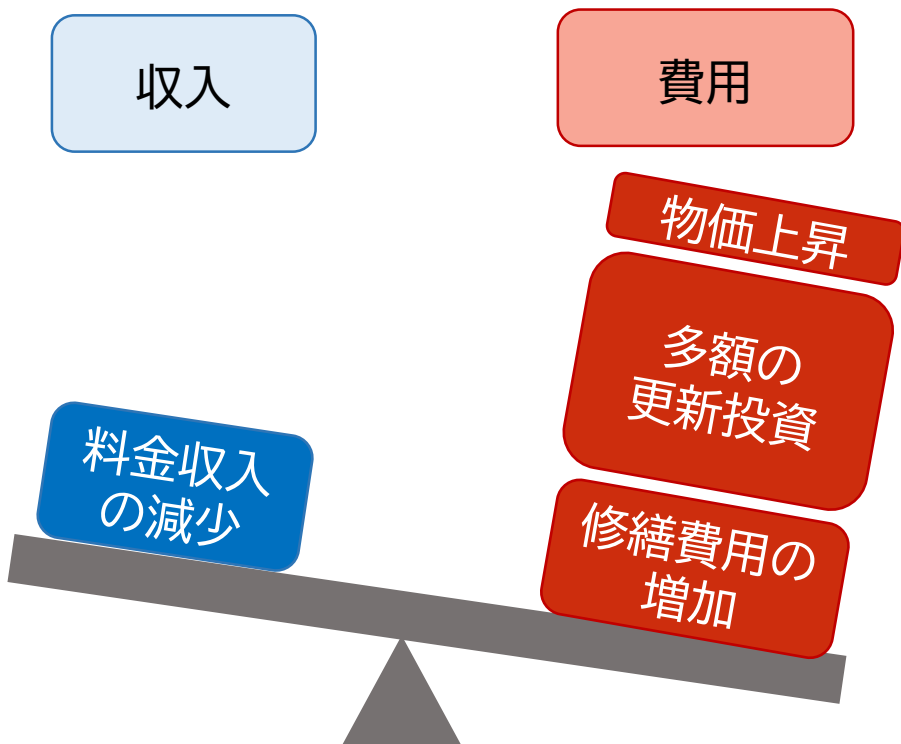 収入
費用
物価上昇
多額の
更新投資
料金収入
の減少
修繕費用の
増加